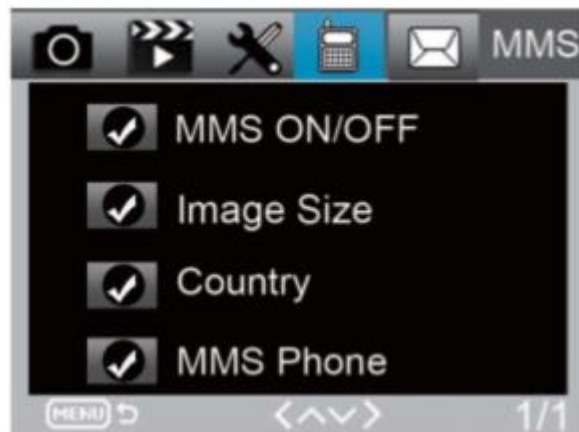 MMS
MMS ON/OFF
Image Size
Country
MMS Phone
MENU 1/1